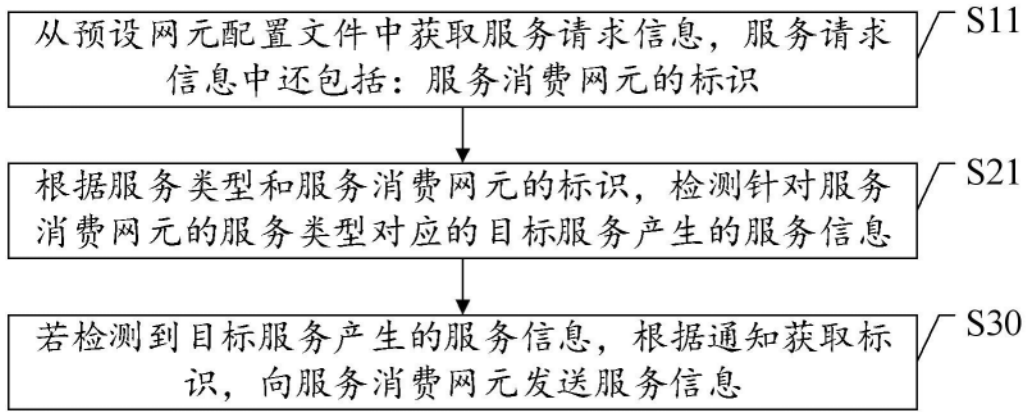 从预设网元配置文件中获取服务请求信息，服务请求
信息中还包括：服务消费网元的标识
S11
根据服务类型和服务消费网元的标识，检测针对服务
消费网元的服务类型对应的目标服务产生的服务信息
S21
若检测到目标服务产生的服务信息，根据通知获取标
识，向服务消费网元发送服务信息
S30